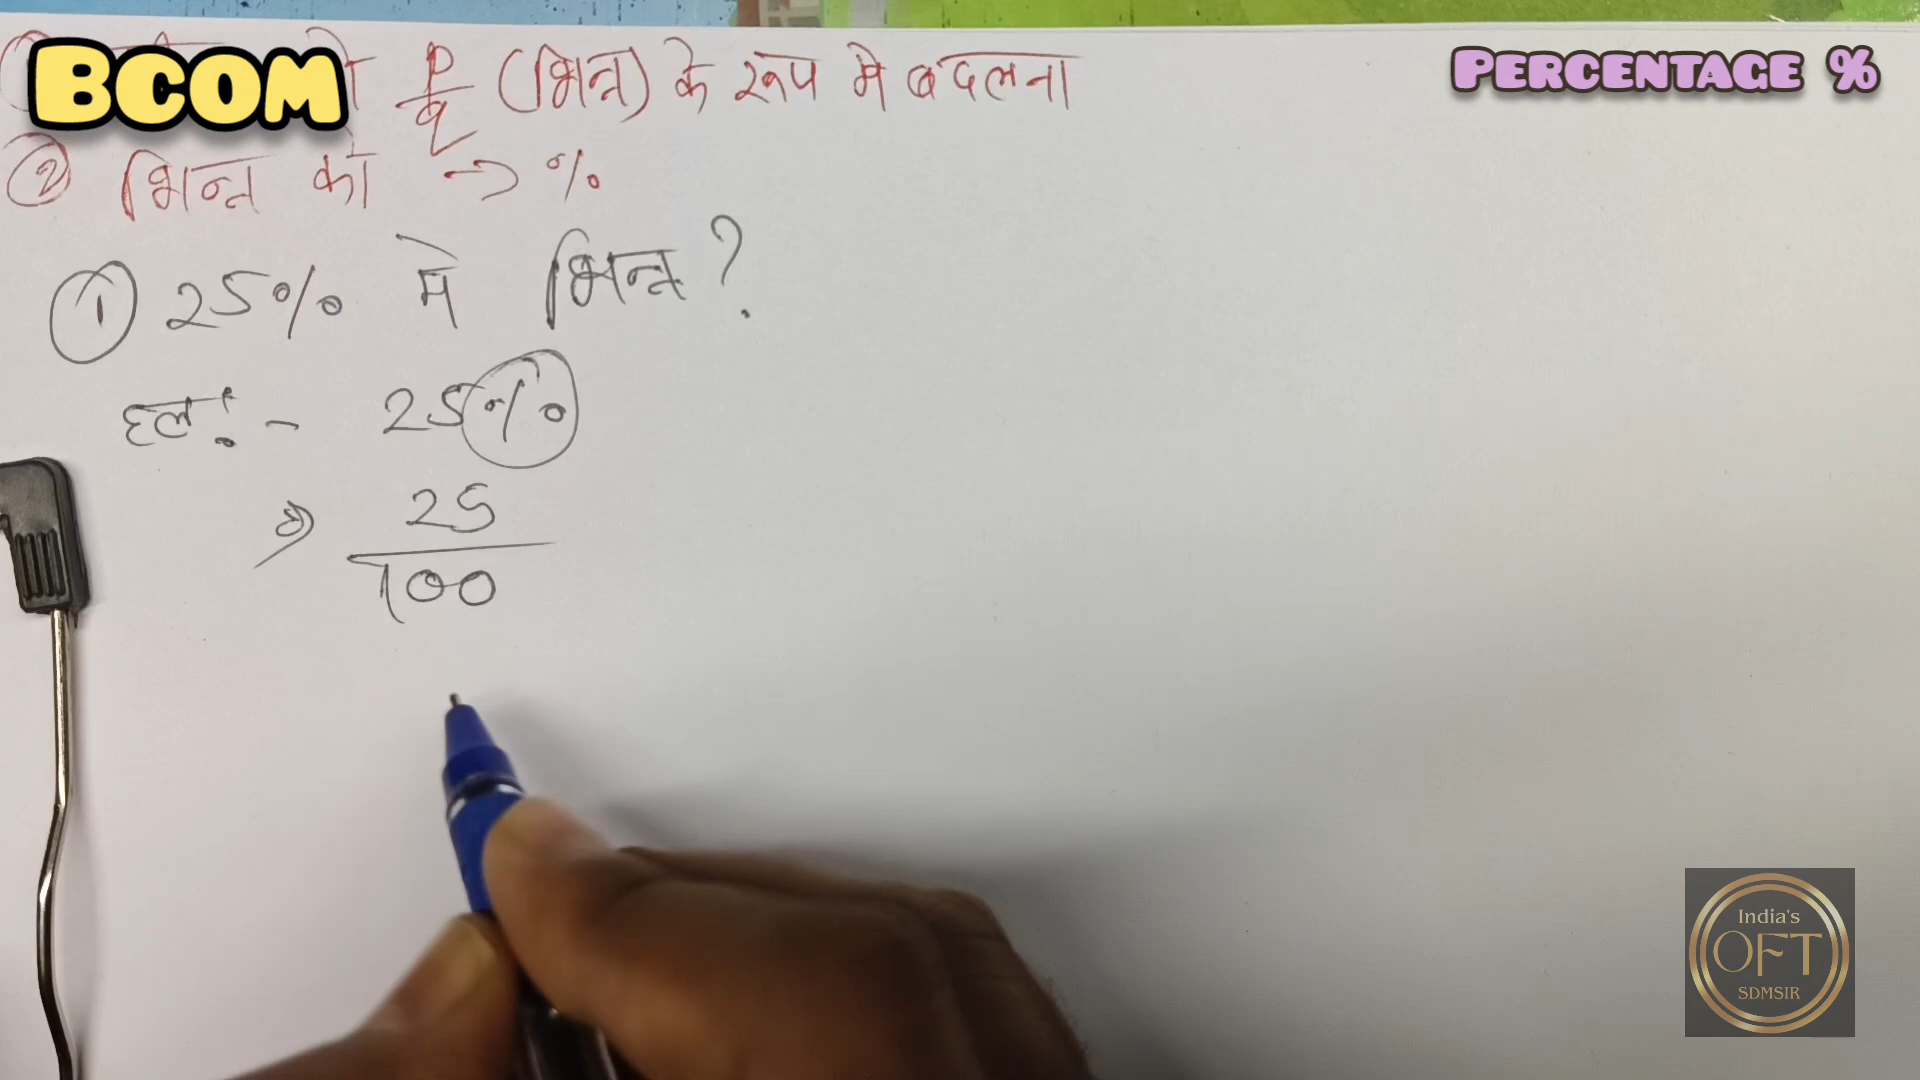 BCOM
PERCENTAGE %
p/q (भिन्न) के रूप मे बदलना
② भिन्न को → %
① 25% मे भिन्न?
हल:- 25%
⇒ 25/100
India's
OFT
SDMSIR